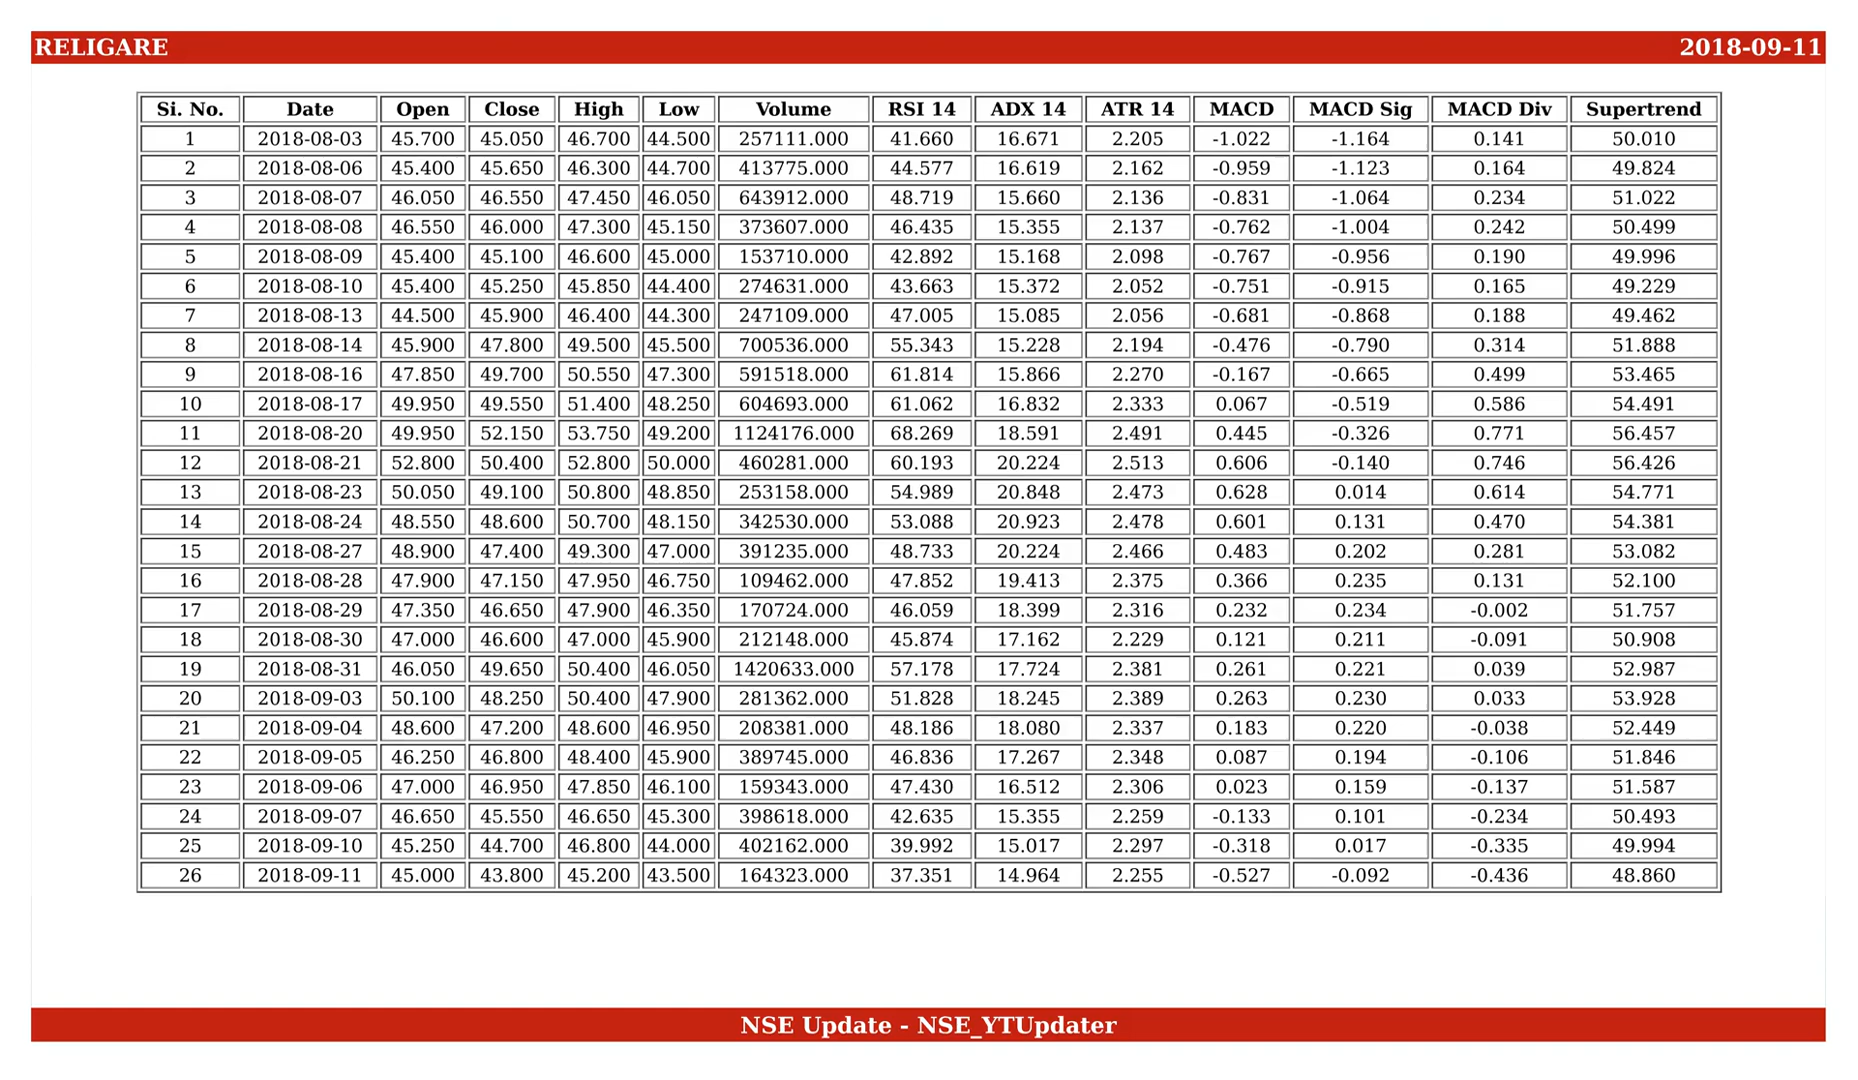 RELIGARE 2018-09-11
Si. No. Date Open Close High Low Volume RSI 14 ADX 14 ATR 14 MACD MACD Sig MACD Div Supertrend
1 2018-08-03 45.700 45.050 46.700 44.500 257111.000 41.660 16.671 2.205 -1.022 -1.164 0.141 50.010
2 2018-08-06 45.400 45.650 46.300 44.700 413775.000 44.577 16.619 2.162 -0.959 -1.123 0.164 49.824
3 2018-08-07 46.050 46.550 47.450 46.050 643912.000 48.719 15.660 2.136 -0.831 -1.064 0.234 51.022
4 2018-08-08 46.550 46.000 47.300 45.150 373607.000 46.435 15.355 2.137 -0.762 -1.004 0.242 50.499
5 2018-08-09 45.400 45.100 46.600 45.000 153710.000 42.892 15.168 2.098 -0.767 -0.956 0.190 49.996
6 2018-08-10 45.400 45.250 45.850 44.400 274631.000 43.663 15.372 2.052 -0.751 -0.915 0.165 49.229
7 2018-08-13 44.500 45.900 46.400 44.300 247109.000 47.005 15.085 2.056 -0.681 -0.868 0.188 49.462
8 2018-08-14 45.900 47.800 49.500 45.500 700536.000 55.343 15.228 2.194 -0.476 -0.790 0.314 51.888
9 2018-08-16 47.850 49.700 50.550 47.300 591518.000 61.814 15.866 2.270 -0.167 -0.665 0.499 53.465
10 2018-08-17 49.950 49.550 51.400 48.250 604693.000 61.062 16.832 2.333 0.067 -0.519 0.586 54.491
11 2018-08-20 49.950 52.150 53.750 49.200 1124176.000 68.269 18.591 2.491 0.445 -0.326 0.771 56.457
12 2018-08-21 52.800 50.400 52.800 50.000 460281.000 60.193 20.224 2.513 0.606 -0.140 0.746 56.426
13 2018-08-23 50.050 49.100 50.800 48.850 253158.000 54.989 20.848 2.473 0.628 0.014 0.614 54.771
14 2018-08-24 48.550 48.600 50.700 48.150 342530.000 53.088 20.923 2.478 0.601 0.131 0.470 54.381
15 2018-08-27 48.900 47.400 49.300 47.000 391235.000 48.733 20.224 2.466 0.483 0.202 0.281 53.082
16 2018-08-28 47.900 47.150 47.950 46.750 109462.000 47.852 19.413 2.375 0.366 0.235 0.131 52.100
17 2018-08-29 47.350 46.650 47.900 46.350 170724.000 46.059 18.399 2.316 0.232 0.234 -0.002 51.757
18 2018-08-30 47.000 46.600 47.000 45.900 212148.000 45.874 17.162 2.229 0.121 0.211 -0.091 50.908
19 2018-08-31 46.050 49.650 50.400 46.050 1420633.000 57.178 17.724 2.381 0.261 0.221 0.039 52.987
20 2018-09-03 50.100 48.250 50.400 47.900 281362.000 51.828 18.245 2.389 0.263 0.230 0.033 53.928
21 2018-09-04 48.600 47.200 48.600 46.950 208381.000 48.186 18.080 2.337 0.183 0.220 -0.038 52.449
22 2018-09-05 46.250 46.800 48.400 45.900 389745.000 46.836 17.267 2.348 0.087 0.194 -0.106 51.846
23 2018-09-06 47.000 46.950 47.850 46.100 159343.000 47.430 16.512 2.306 0.023 0.159 -0.137 51.587
24 2018-09-07 46.650 45.550 46.650 45.300 398618.000 42.635 15.355 2.259 -0.133 0.101 -0.234 50.493
25 2018-09-10 45.250 44.700 46.800 44.000 402162.000 39.992 15.017 2.297 -0.318 0.017 -0.335 49.994
26 2018-09-11 45.000 43.800 45.200 43.500 164323.000 37.351 14.964 2.255 -0.527 -0.092 -0.436 48.860
NSE Update - NSE_YTUpdater